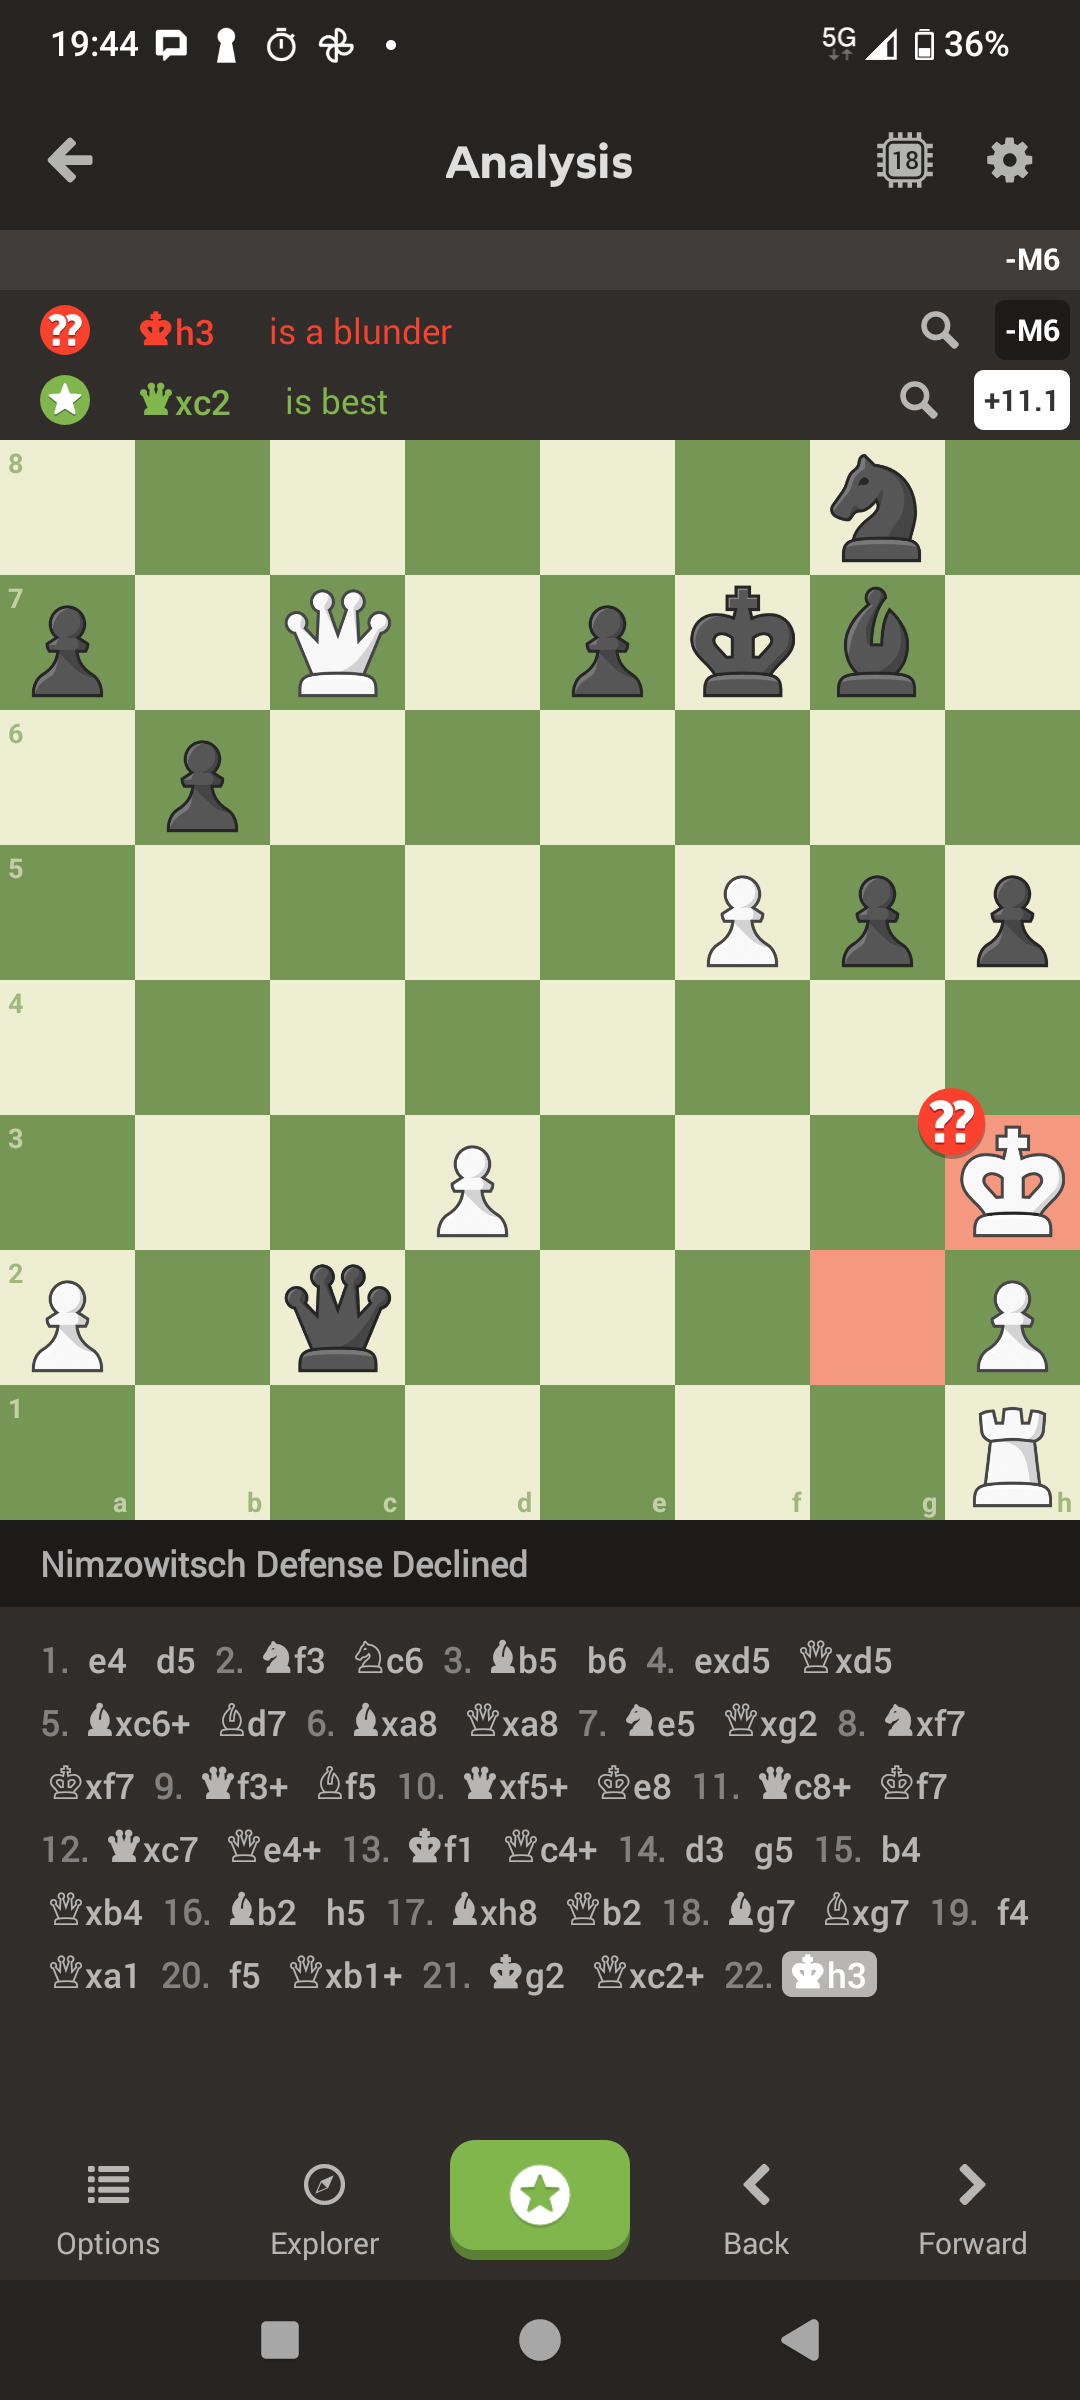 19:44 5G 36%
Analysis 18
-M6
?? ♚h3 is a blunder -M6
♛xc2 is best +11.1
8
7
6
5
4
3 ??
2
1
a b c d e f g h
Nimzowitsch Defense Declined
1. e4 d5 2. ♞f3 ♘c6 3. ♝b5 b6 4. exd5 ♕xd5
5. ♝xc6+ ♗d7 6. ♝xa8 ♕xa8 7. ♞e5 ♕xg2 8. ♞xf7
♔xf7 9. ♛f3+ ♗f5 10. ♛xf5+ ♔e8 11. ♛c8+ ♔f7
12. ♛xc7 ♕e4+ 13. ♚f1 ♕c4+ 14. d3 g5 15. b4
♕xb4 16. ♝b2 h5 17. ♝xh8 ♕b2 18. ♝g7 ♗xg7 19. f4
♕xa1 20. f5 ♕xb1+ 21. ♚g2 ♕xc2+ 22. ♚h3
Options Explorer Back Forward